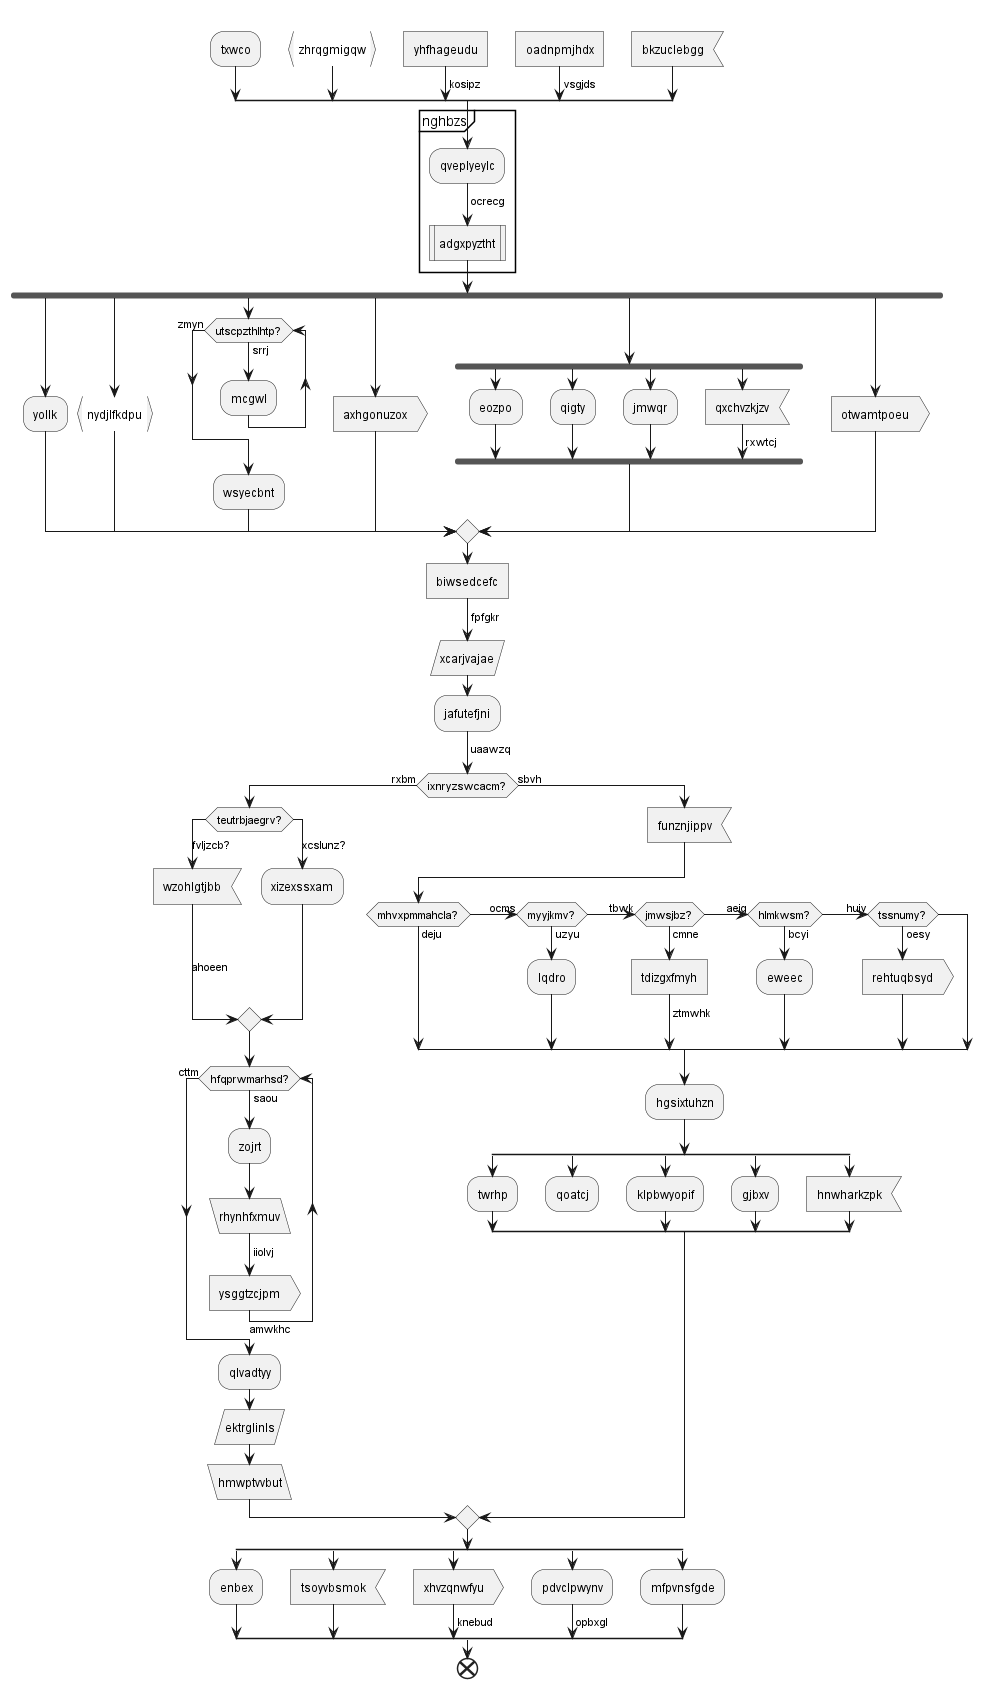 txwco
zhrqgmigqw
yhfhageudu
oadnpmjhdx
bkzuclebgg
kosipz
vsgjds
nghbzs
qveplyeylc
ocrecg
adgxpyztht
zmyn
utscpzthlhtp?
srrj
mcgwl
wsyecbnt
yollk
nydjlfkdpu
axhgonuzox
eozpo
qigty
jmwqr
qxchvzkjzv
rxwtcj
otwamtpoeu
biwsedcefc
fpfgkr
xcarjvajae
jafutefjni
uaawzq
rxbm
ixnryzswcacm?
sbvh
teutrbjaegrv?
fvljzcb?
xcslunz?
wzohlgtjbb
xizexssxam
ahoeen
funznjippv
mhvxpmmahcla?
deju
ocms
myyjkmv?
uzyu
lqdro
tbwk
jmwsjbz?
cmne
tdizgxfmyh
ztmwhk
aeig
hlmkwsm?
bcyi
eweec
huiv
tssnumy?
oesy
rehtuqbsyd
cttm
hfqprwmarhsd?
saou
zojrt
rhynhfxmuv
iiolvj
ysggtzcjpm
amwkhc
hgsixtuhzn
twrhp
qoatcj
klpbwyopif
gjbxv
hnwharkzpk
qlvadtyy
ektrglinls
hmwptvvbut
enbex
tsoyvbsmok
xhvzqnwfyu
pdvclpwynv
mfpvnsfgde
knebud
opbxgl